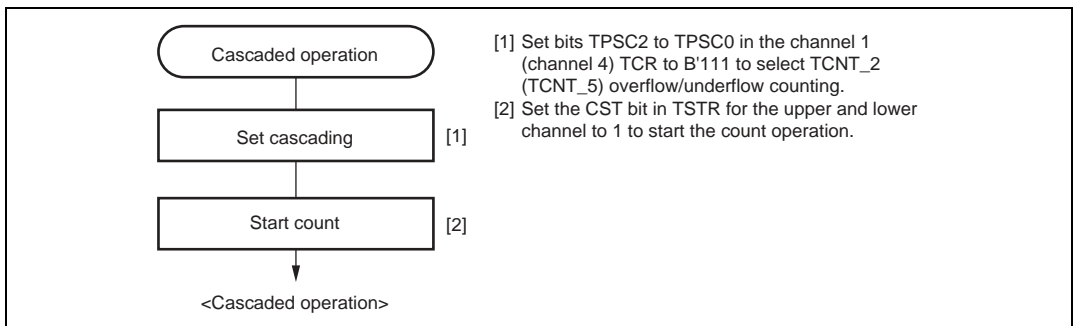 Cascaded operation
Set cascading
[1]
Start count
[2]
<Cascaded operation>
[1] Set bits TPSC2 to TPSC0 in the channel 1
(channel 4) TCR to B'111 to select TCNT_2
(TCNT_5) overflow/underflow counting.
[2] Set the CST bit in TSTR for the upper and lower
channel to 1 to start the count operation.